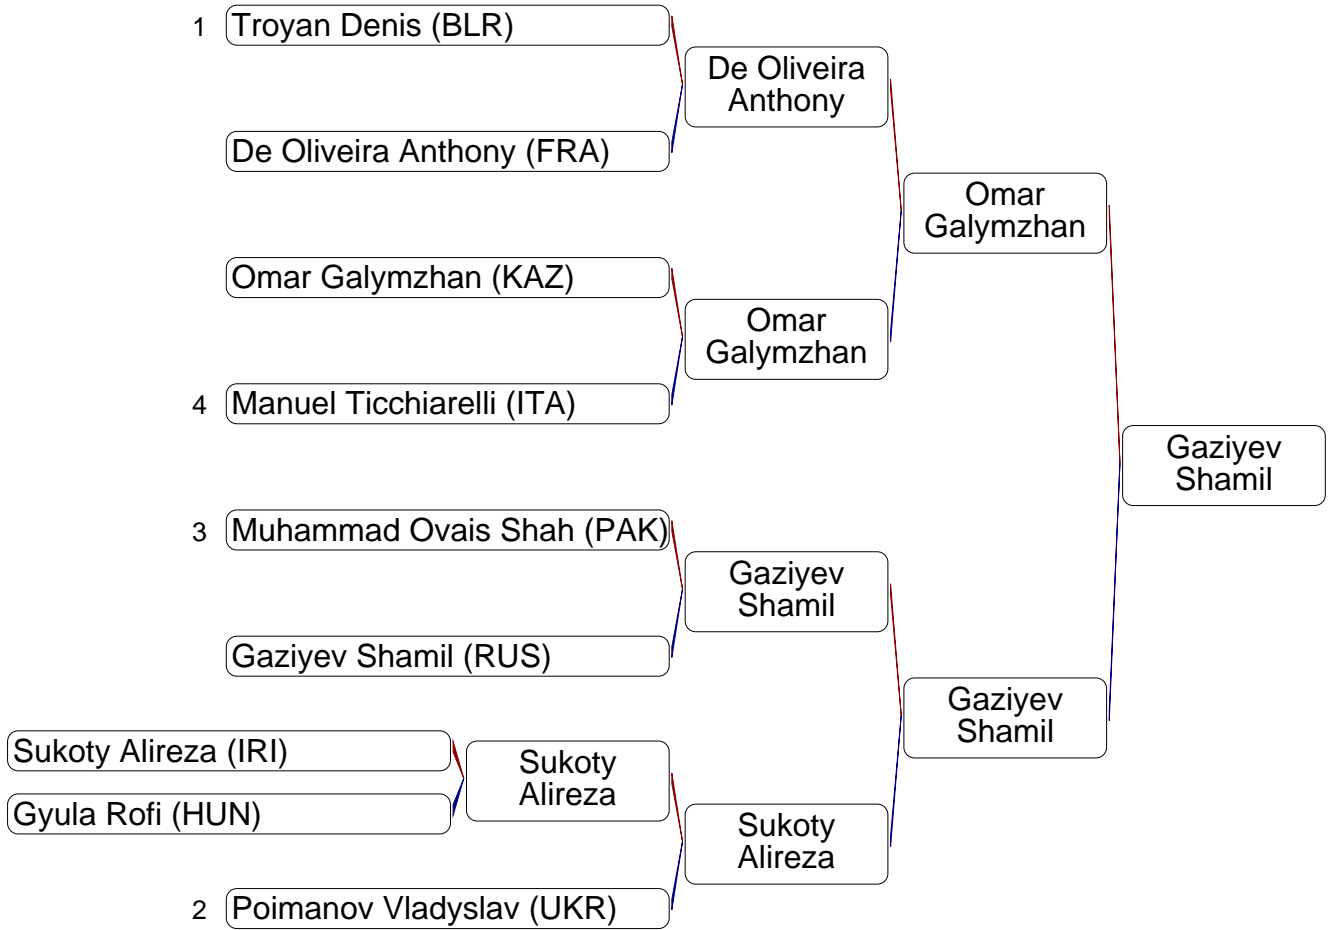 1 Troyan Denis (BLR)
De Oliveira
Anthony
De Oliveira Anthony (FRA)
Omar
Galymzhan
Omar Galymzhan (KAZ)
Omar
Galymzhan
4 Manuel Ticchiarelli (ITA)
Gaziyev
Shamil
3 Muhammad Ovais Shah (PAK)
Gaziyev
Shamil
Gaziyev Shamil (RUS)
Gaziyev
Shamil
Sukoty Alireza (IRI)
Sukoty
Alireza
Gyula Rofi (HUN)
Sukoty
Alireza
2 Poimanov Vladyslav (UKR)